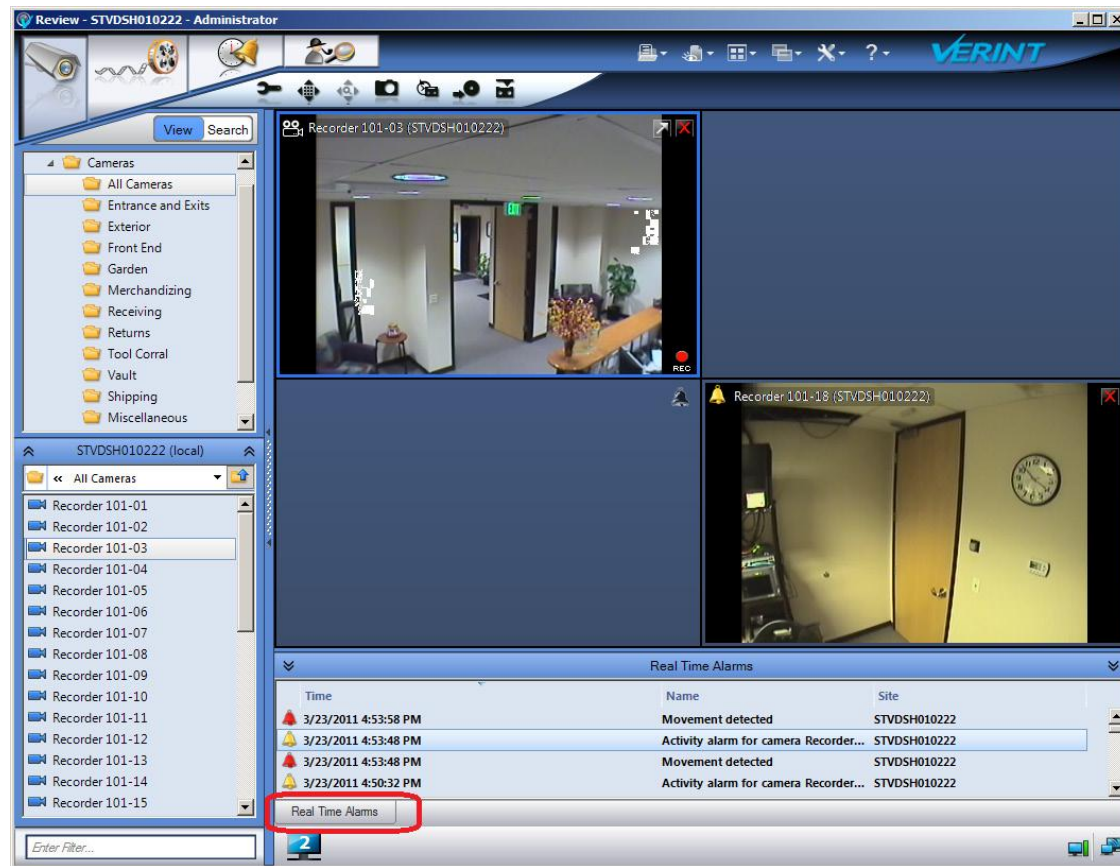 Review - STVDSH010222 - Administrator
VERINT
View Search
Cameras
All Cameras
Entrance and Exits
Exterior
Front End
Garden
Merchandizing
Receiving
Returns
Tool Corral
Vault
Shipping
Miscellaneous
STVDSH010222 (local)
« All Cameras
Recorder 101-01
Recorder 101-02
Recorder 101-03
Recorder 101-04
Recorder 101-05
Recorder 101-06
Recorder 101-07
Recorder 101-08
Recorder 101-09
Recorder 101-10
Recorder 101-11
Recorder 101-12
Recorder 101-13
Recorder 101-14
Recorder 101-15
Enter Filter...
Recorder 101-03 (STVDSH010222)
EXIT
REC
Recorder 101-18 (STVDSH010222)
Real Time Alarms
Time Name Site
3/23/2011 4:53:58 PM Movement detected STVDSH010222
3/23/2011 4:53:48 PM Activity alarm for camera Recorder... STVDSH010222
3/23/2011 4:53:48 PM Movement detected STVDSH010222
3/23/2011 4:50:32 PM Activity alarm for camera Recorder... STVDSH010222
Real Time Alarms
2